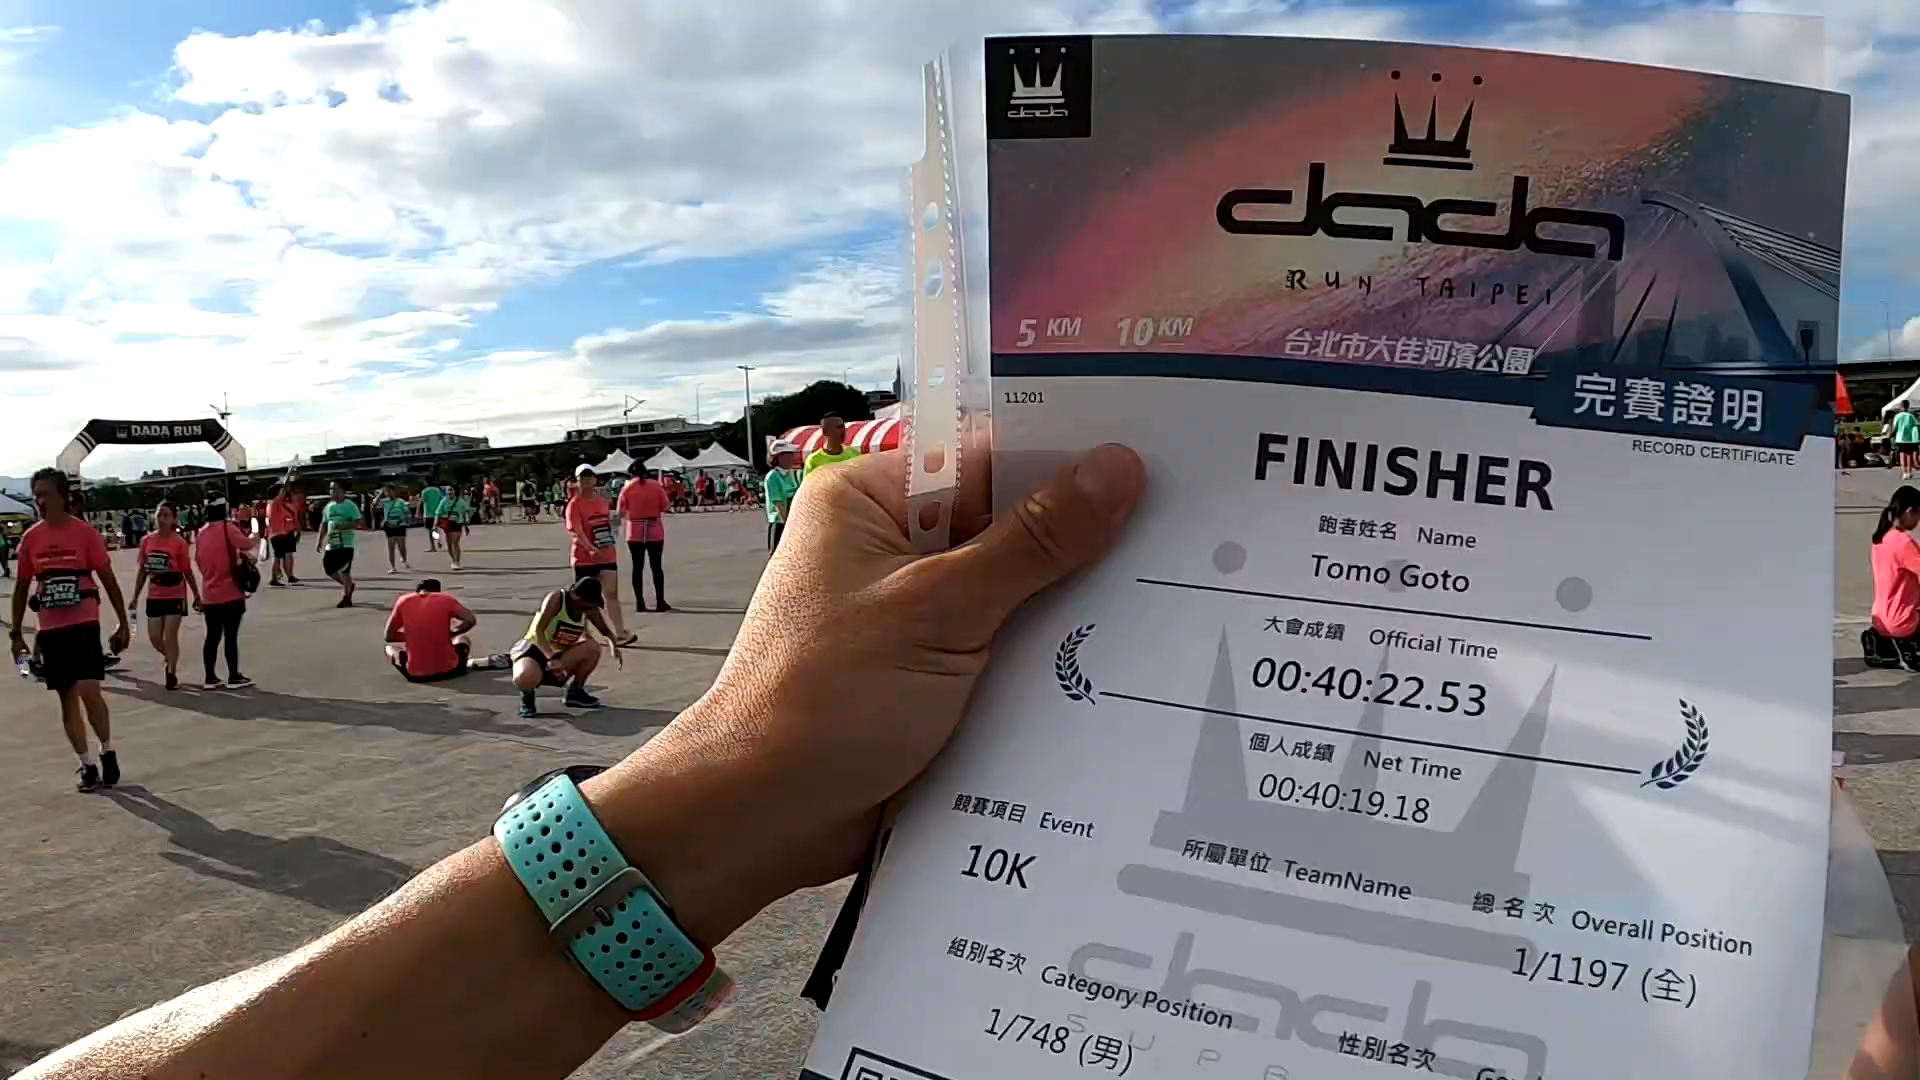 dada
dada
RUN TAIPEI
5 KM 10 KM
台北市大佳河濱公園
11201
完賽證明
RECORD CERTIFICATE
FINISHER
跑者姓名 Name
Tomo Goto
大會成績 Official Time
00:40:22.53
個人成績 Net Time
00:40:19.18
競賽項目 Event
10K
所屬單位 TeamName
總名次 Overall Position
1/1197 (全)
組別名次 Category Position
1/748 (男)
性別名次
dada
DADA RUN
20472